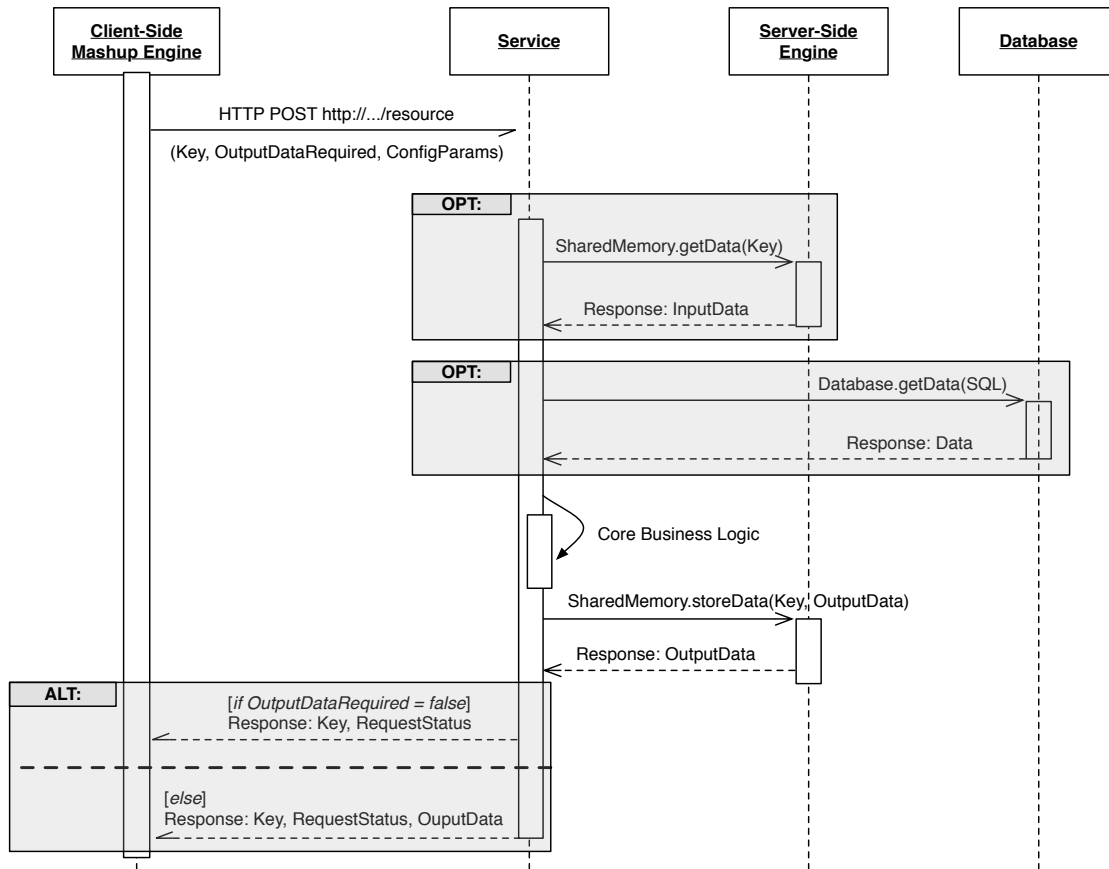 Client-Side
Mashup Engine
Service
Server-Side
Engine
Database
HTTP POST http://.../resource
(Key, OutputDataRequired, ConfigParams)
OPT:
SharedMemory.getData(Key)
Response: InputData
OPT:
Database.getData(SQL)
Response: Data
Core Business Logic
SharedMemory.storeData(Key, OutputData)
Response: OutputData
ALT:
[if OutputDataRequired = false]
Response: Key, RequestStatus
[else]
Response: Key, RequestStatus, OuputData